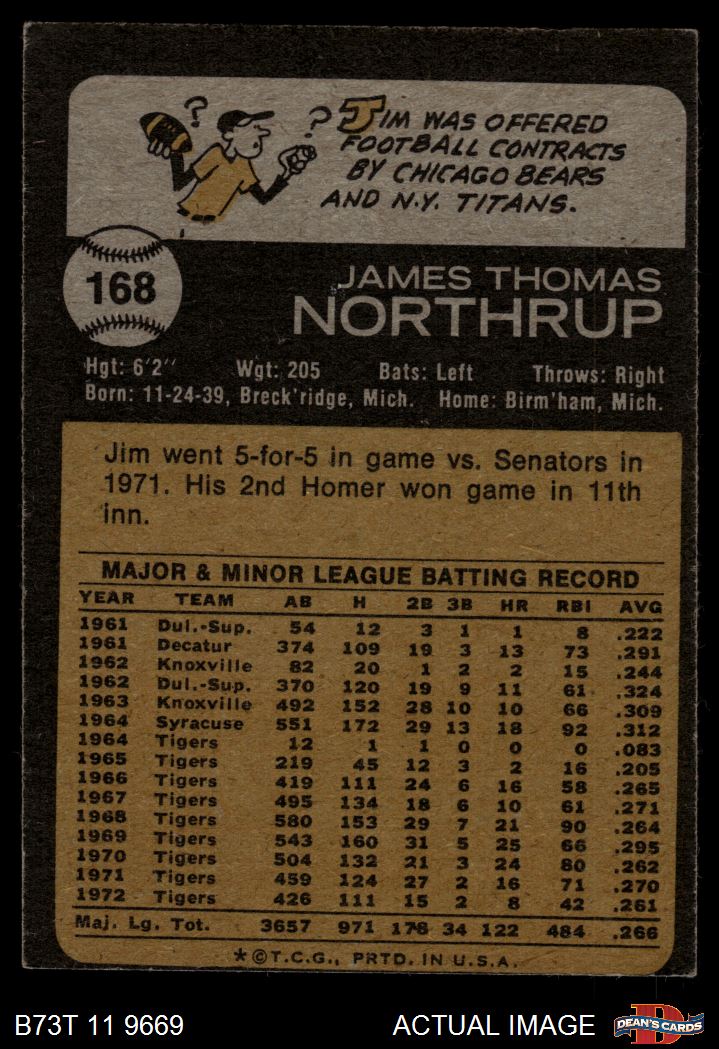 ? ? JIM WAS OFFERED
FOOTBALL CONTRACTS
BY CHICAGO BEARS
AND N.Y. TITANS.
168
JAMES THOMAS
NORTHRUP
Hgt: 6'2" Wgt: 205 Bats: Left Throws: Right
Born: 11-24-39, Breck'ridge, Mich. Home: Birm'ham, Mich.
Jim went 5-for-5 in game vs. Senators in
1971. His 2nd Homer won game in 11th
inn.
MAJOR & MINOR LEAGUE BATTING RECORD
YEAR TEAM AB H 2B 3B HR RBI AVG
1961 Dul.-Sup. 54 12 3 1 1 8 .222
1961 Decatur 374 109 19 3 13 73 .291
1962 Knoxville 82 20 1 2 2 15 .244
1962 Dul.-Sup. 370 120 19 9 11 61 .324
1963 Knoxville 492 152 28 10 10 66 .309
1964 Syracuse 551 172 29 13 18 92 .312
1964 Tigers 12 1 1 0 0 0 .083
1965 Tigers 219 45 12 3 2 16 .205
1966 Tigers 419 111 24 6 16 58 .265
1967 Tigers 495 134 18 6 10 61 .271
1968 Tigers 580 153 29 7 21 90 .264
1969 Tigers 543 160 31 5 25 66 .295
1970 Tigers 504 132 21 3 24 80 .262
1971 Tigers 459 124 27 2 16 71 .270
1972 Tigers 426 111 15 2 8 42 .261
Maj. Lg. Tot. 3657 971 178 34 122 484 .266
*©T.C.G., PRTD. IN U.S.A.
B73T 11 9669 ACTUAL IMAGE D DEAN'S CARDS